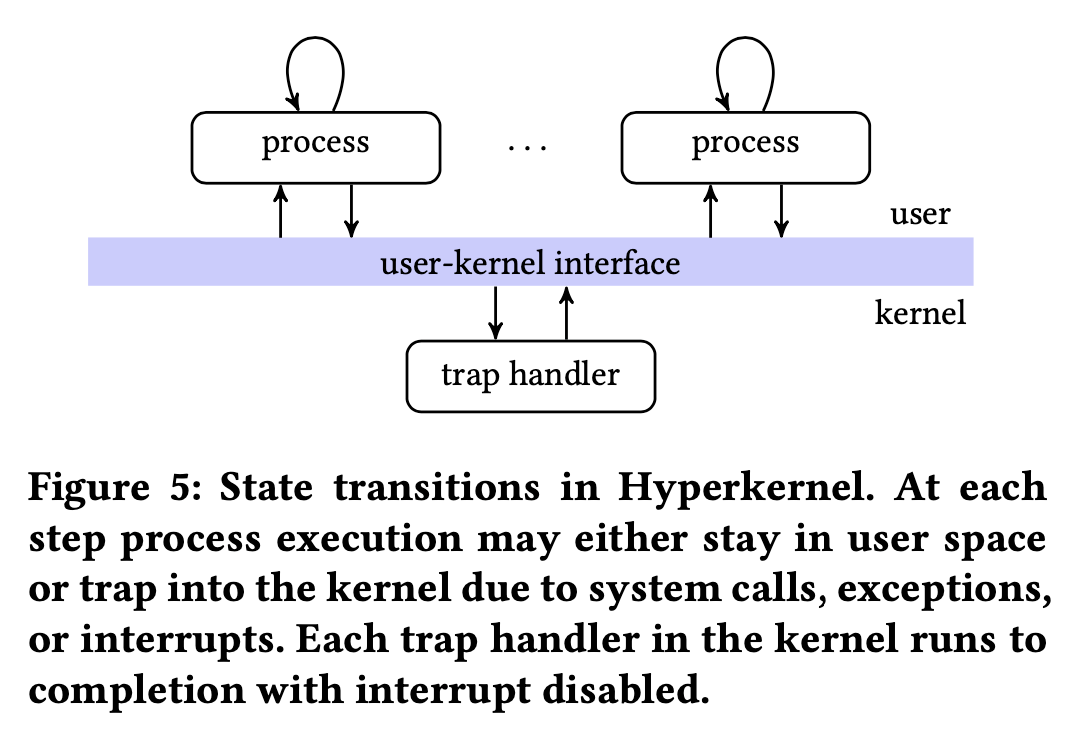 process
...
process
user
user-kernel interface
kernel
trap handler
Figure 5: State transitions in Hyperkernel. At each
step process execution may either stay in user space
or trap into the kernel due to system calls, exceptions,
or interrupts. Each trap handler in the kernel runs to
completion with interrupt disabled.